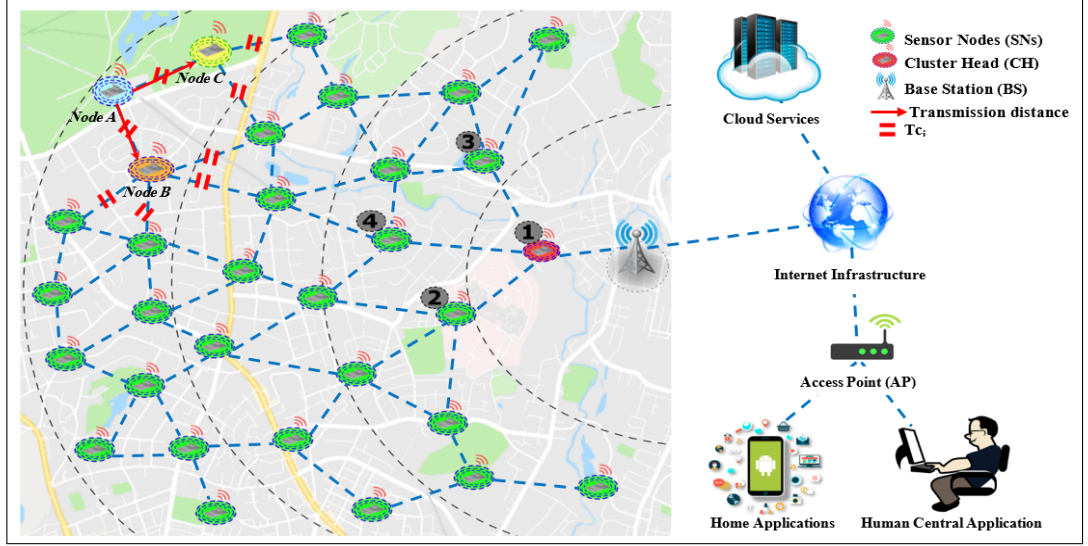 Node C
Node A
Node B
3
4
1
2
Cloud Services
Sensor Nodes (SNs)
Cluster Head (CH)
Base Station (BS)
Transmission distance
Tcᵢ
Internet Infrastructure
Access Point (AP)
Home Applications
Human Central Application